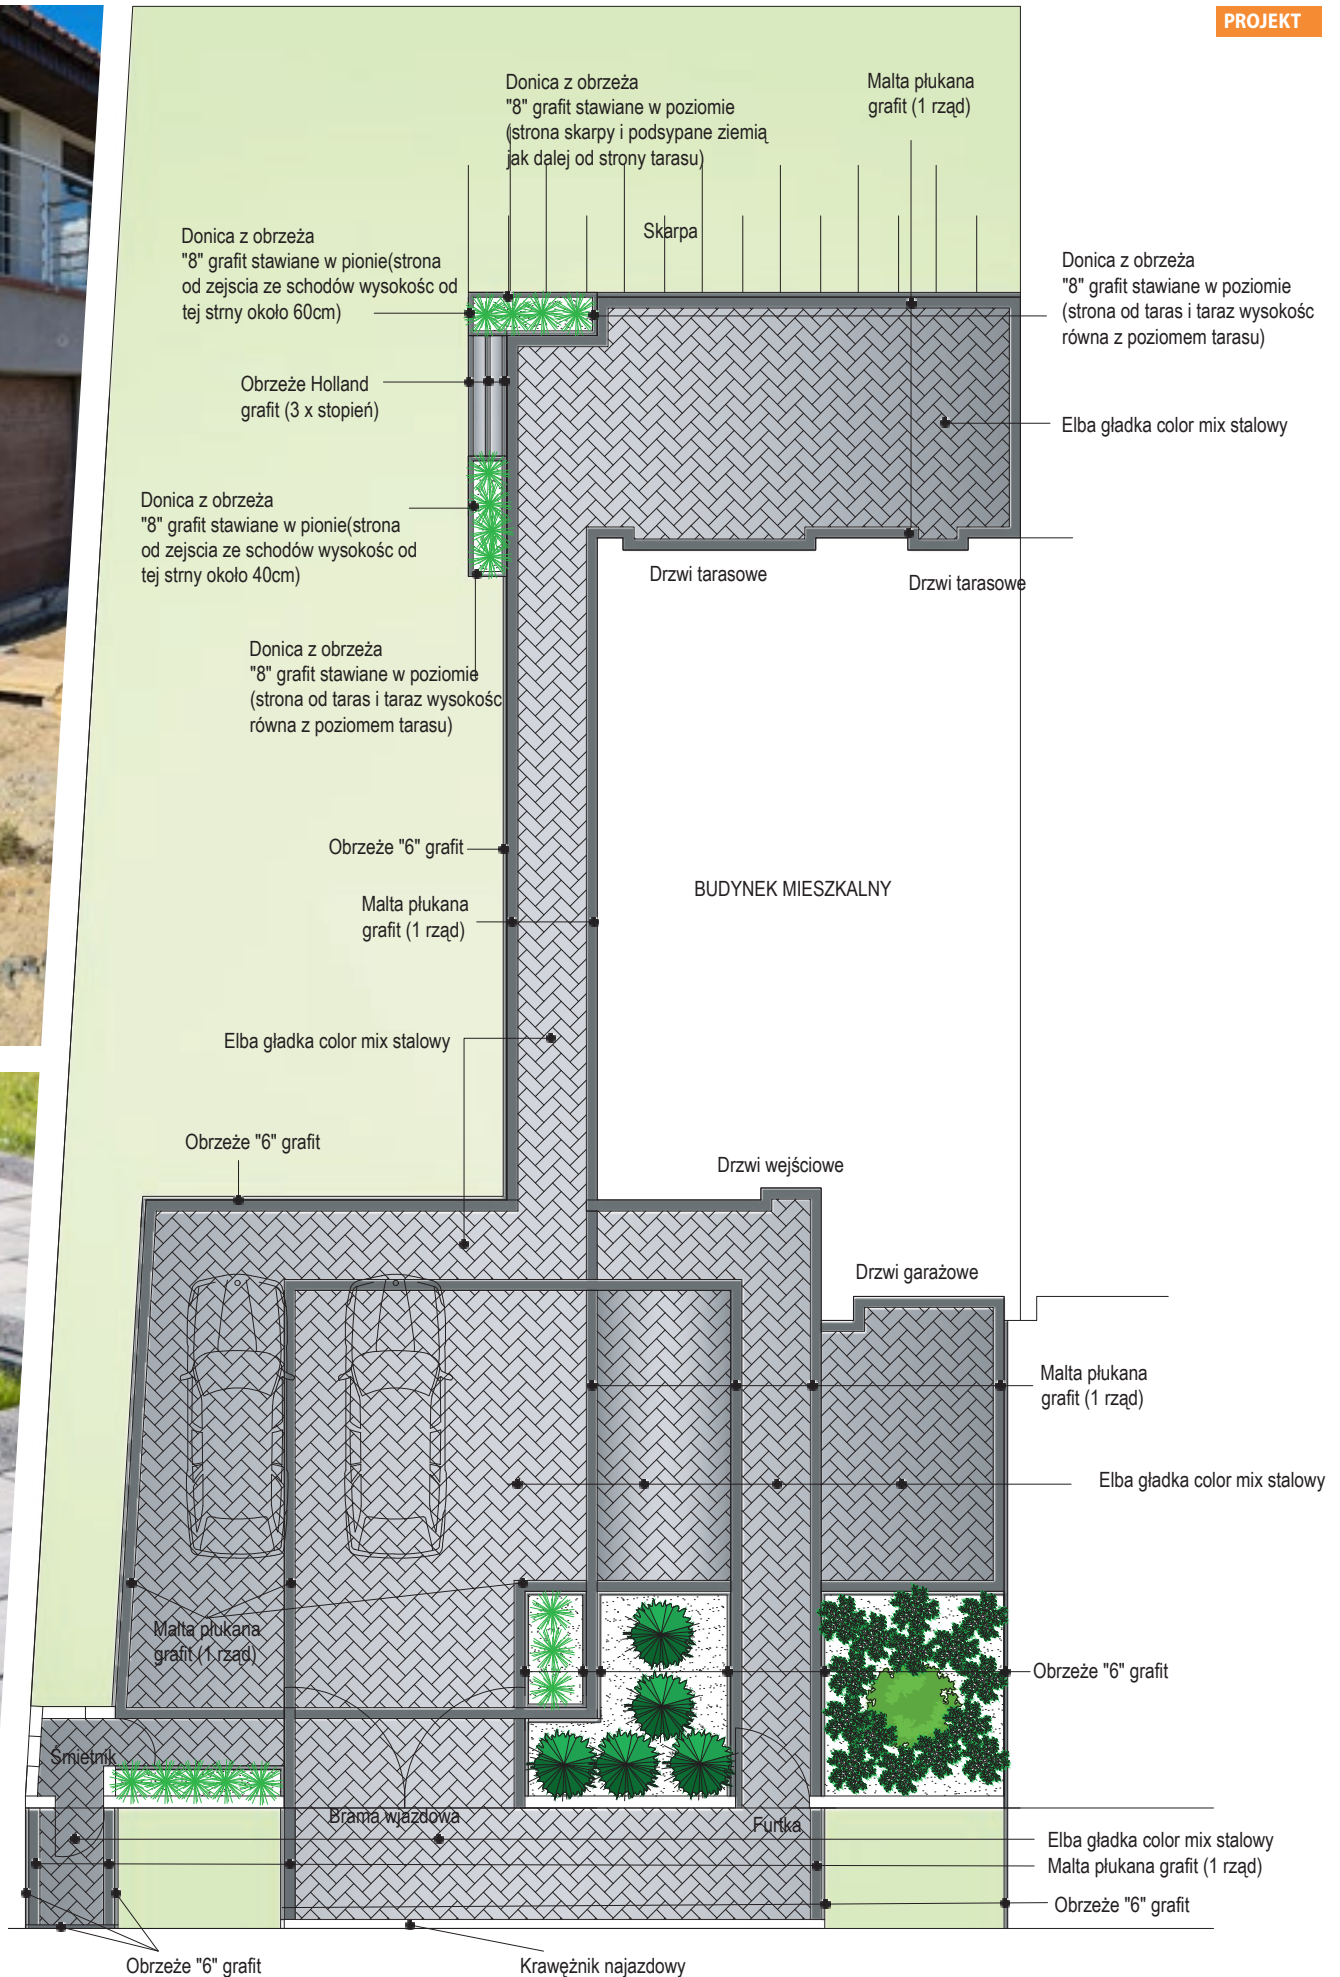 PROJEKT
Donica z obrzeża
"8" grafit stawiane w poziomie
(strona skarpy i podsypane ziemią
jak dalej od strony tarasu)
Malta płukana
grafit (1 rząd)
Skarpa
Donica z obrzeża
"8" grafit stawiane w pionie(strona
od zejscia ze schodów wysokośc od
tej strny około 60cm)
Donica z obrzeża
"8" grafit stawiane w poziomie
(strona od taras i taraz wysokośc
równa z poziomem tarasu)
Obrzeże Holland
grafit (3 x stopień)
Elba gładka color mix stalowy
Donica z obrzeża
"8" grafit stawiane w pionie(strona
od zejscia ze schodów wysokośc od
tej strny około 40cm)
Drzwi tarasowe
Drzwi tarasowe
Donica z obrzeża
"8" grafit stawiane w poziomie
(strona od taras i taraz wysokośc
równa z poziomem tarasu)
Obrzeże "6" grafit
BUDYNEK MIESZKALNY
Malta płukana
grafit (1 rząd)
Elba gładka color mix stalowy
Obrzeże "6" grafit
Drzwi wejściowe
Drzwi garażowe
Malta płukana
grafit (1 rząd)
Elba gładka color mix stalowy
Malta płukana
grafit (1 rząd)
Obrzeże "6" grafit
Śmietnik
Brama wjazdowa
Furtka
Elba gładka color mix stalowy
Malta płukana grafit (1 rząd)
Obrzeże "6" grafit
Obrzeże "6" grafit
Krawężnik najazdowy